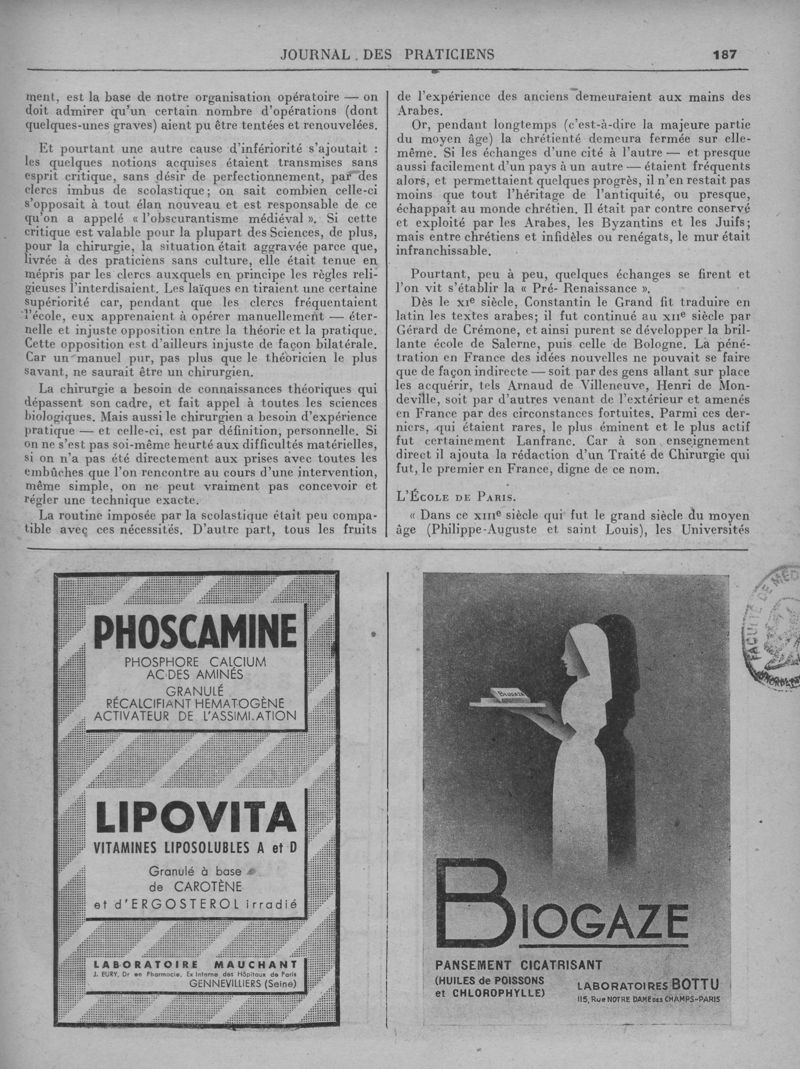 JOURNAL DES PRATICIENS
187
ment, est la base de notre organisation opératoire — on
doit admirer qu'un certain nombre d'opérations (dont
quelques-unes graves) aient pu être tentées et renouvelées.
Et pourtant une autre cause d'infériorité s'ajoutait :
les quelques notions acquises étaient transmises sans
esprit critique, sans désir de perfectionnement, par des
clercs imbus de scolastique; on sait combien celle-ci
s'opposait à tout élan nouveau et est responsable de ce
qu'on a appelé « l'obscurantisme médiéval ». Si cette
critique est valable pour la plupart des Sciences, de plus,
pour la chirurgie, la situation était aggravée parce que,
livrée à des praticiens sans culture, elle était tenue en
mépris par les clercs auxquels en principe les règles reli-
gieuses l'interdisaient. Les laïques en tiraient une certaine
supériorité car, pendant que les clercs fréquentaient
l'école, eux apprenaient à opérer manuellement — éter-
nelle et injuste opposition entre la théorie et la pratique.
Cette opposition est d'ailleurs injuste de façon bilatérale.
Car un manuel pur, pas plus que le théoricien le plus
savant, ne saurait être un chirurgien.
La chirurgie a besoin de connaissances théoriques qui
dépassent son cadre, et fait appel à toutes les sciences
biologiques. Mais aussi le chirurgien a besoin d'expérience
pratique — et celle-ci, est par définition, personnelle. Si
on ne s'est pas soi-même heurté aux difficultés matérielles,
si on n'a pas été directement aux prises avec toutes les
embûches que l'on rencontre au cours d'une intervention,
même simple, on ne peut vraiment pas concevoir et
régler une technique exacte.
La routine imposée par la scolastique était peu compa-
tible avec ces nécessités. D'autre part, tous les fruits
de l'expérience des anciens demeuraient aux mains des
Arabes.
Or, pendant longtemps (c'est-à-dire la majeure partie
du moyen âge) la chrétienté demeura fermée sur elle-
même. Si les échanges d'une cité à l'autre — et presque
aussi facilement d'un pays à un autre — étaient fréquents
alors, et permettaient quelques progrès, il n'en restait pas
moins que tout l'héritage de l'antiquité, ou presque,
échappait au monde chrétien. Il était par contre conservé
et exploité par les Arabes, les Byzantins et les Juifs;
mais entre chrétiens et infidèles ou renégats, le mur était
infranchissable.
Pourtant, peu à peu, quelques échanges se firent et
l'on vit s'établir la « Pré- Renaissance ».
Dès le XIe siècle, Constantin le Grand fit traduire en
latin les textes arabes; il fut continué au XIIe siècle par
Gérard de Crémone, et ainsi purent se développer la bril-
lante école de Salerne, puis celle de Bologne. La péné-
tration en France des idées nouvelles ne pouvait se faire
que de façon indirecte — soit par des gens allant sur place
les acquérir, tels Arnaud de Villeneuve, Henri de Mon-
deville, soit par d'autres venant de l'extérieur et amenés
en France par des circonstances fortuites. Parmi ces der-
niers, qui étaient rares, le plus éminent et le plus actif
fut certainement Lanfranc. Car à son enseignement
direct il ajouta la rédaction d'un Traité de Chirurgie qui
fut, le premier en France, digne de ce nom.
L'ÉCOLE DE PARIS.
« Dans ce XIIIe siècle qui fut le grand siècle du moyen
âge (Philippe-Auguste et saint Louis), les Universités
PHOSCAMINE
PHOSPHORE CALCIUM
ACIDES AMINÉS
GRANULÉ
RÉCALCIFIANT HEMATOGÈNE
ACTIVATEUR DE L'ASSIMILATION
LIPOVITA
VITAMINES LIPOSOLUBLES A et D
Granulé à base
de CAROTÈNE
et d'ERGOSTEROL irradié
LABORATOIRE MAUCHANT
J. EURY, Dr en Pharmacie, Ex Interne des Hôpitaux de Paris
GENNEVILLIERS (Seine)
BIOGAZE
BIOGAZE
PANSEMENT CICATRISANT
(HUILES de POISSONS
et CHLOROPHYLLE)
LABORATOIRES BOTTU
115, Rue NOTRE DAME DES CHAMPS-PARIS
FACULTÉ DE MÉD